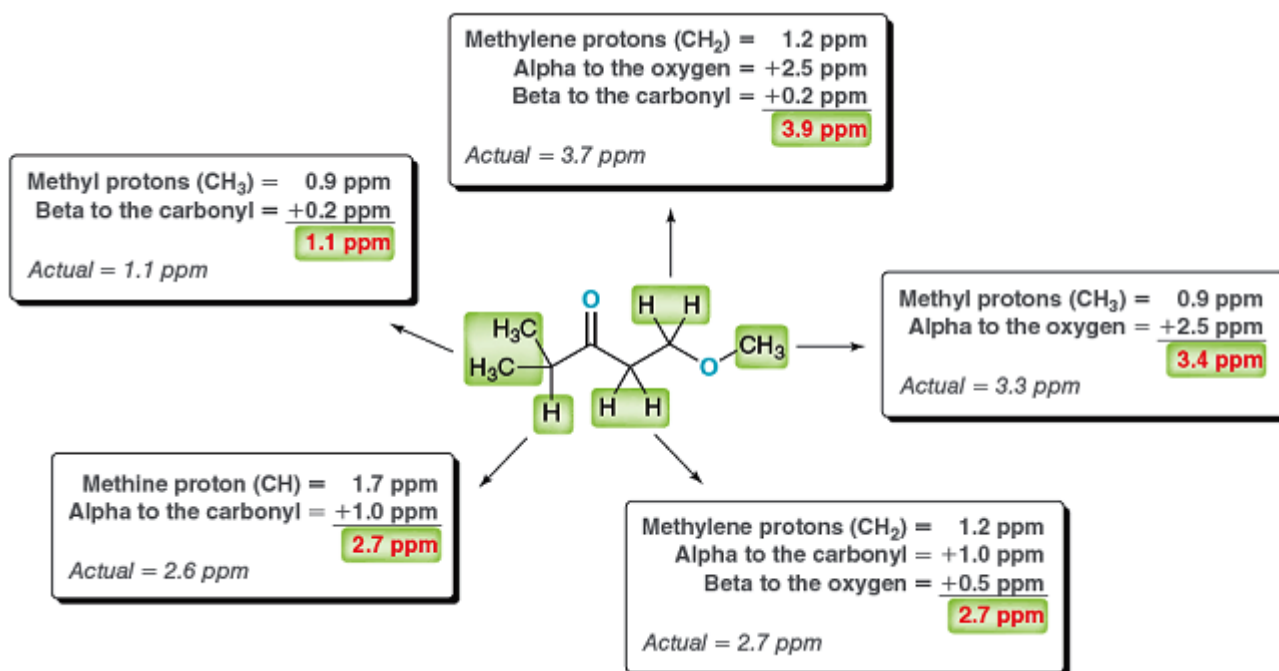 Methylene protons (CH₂) = 1.2 ppm
Alpha to the oxygen = +2.5 ppm
Beta to the carbonyl = +0.2 ppm
3.9 ppm
Actual = 3.7 ppm
Methyl protons (CH₃) = 0.9 ppm
Beta to the carbonyl = +0.2 ppm
1.1 ppm
Actual = 1.1 ppm
Methyl protons (CH₃) = 0.9 ppm
Alpha to the oxygen = +2.5 ppm
3.4 ppm
Actual = 3.3 ppm
O H H
H₃C
CH₃
H₃C O
H H H
Methine proton (CH) = 1.7 ppm
Alpha to the carbonyl = +1.0 ppm
2.7 ppm
Actual = 2.6 ppm
Methylene protons (CH₂) = 1.2 ppm
Alpha to the carbonyl = +1.0 ppm
Beta to the oxygen = +0.5 ppm
2.7 ppm
Actual = 2.7 ppm